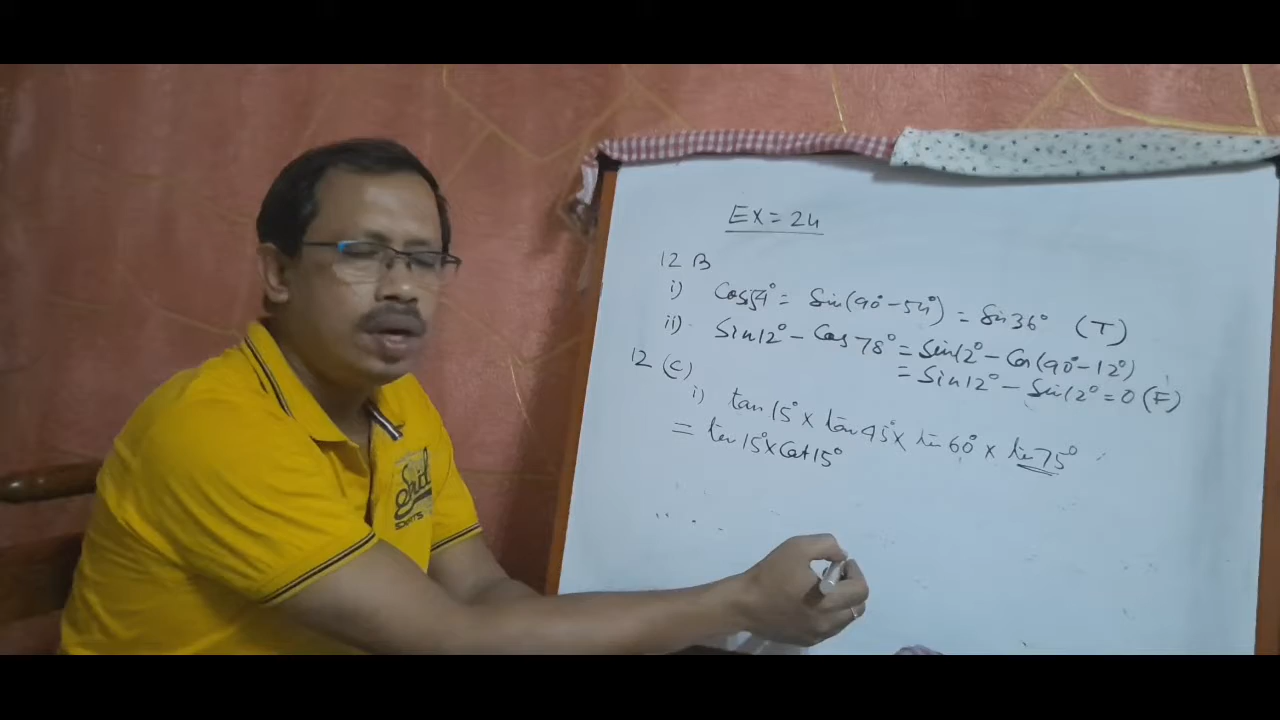 Ex = 24
12 B
i) Cos54° = Sin(90° - 54°) = Sin36° (T)
ii) Sin12° - Cos78° = Sin12° - Cos(90° - 12°)
= Sin12° - Sin12° = 0 (F)
12 (C)
i) tan15° × tan45° × tan60° × tan75°
= tan15° × Cot15°
SPORTS